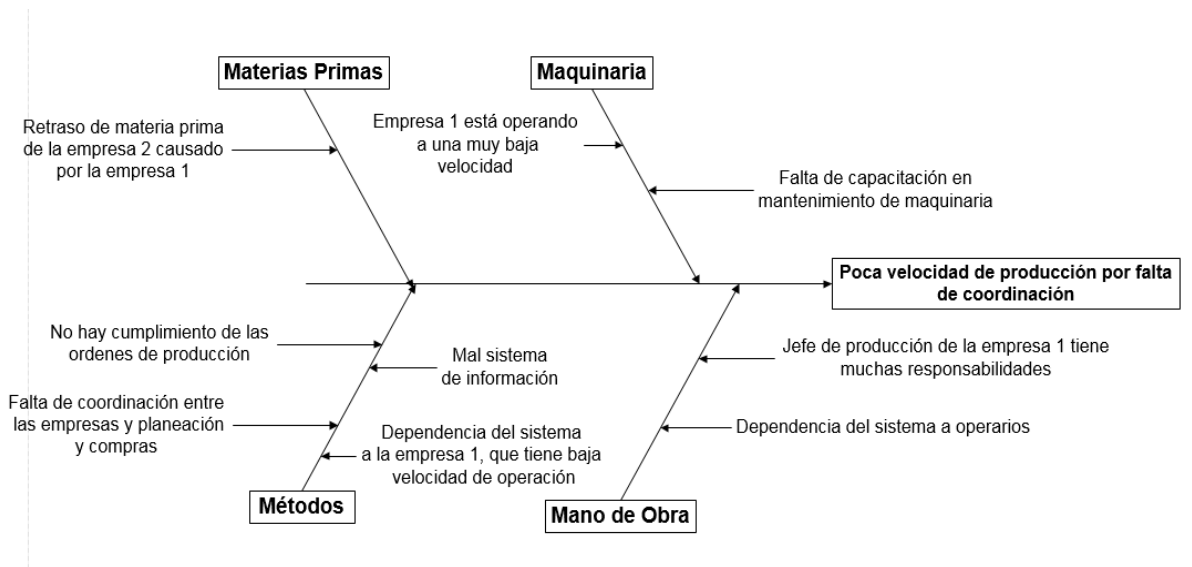 Materias Primas
Maquinaria
Retraso de materia prima
de la empresa 2 causado
por la empresa 1
Empresa 1 está operando
a una muy baja
velocidad
Falta de capacitación en
mantenimiento de maquinaria
Poca velocidad de producción por falta
de coordinación
No hay cumplimiento de las
ordenes de producción
Mal sistema
de información
Jefe de producción de la empresa 1 tiene
muchas responsabilidades
Falta de coordinación entre
las empresas y planeación
y compras
Dependencia del sistema
a la empresa 1, que tiene baja
velocidad de operación
Dependencia del sistema a operarios
Métodos
Mano de Obra